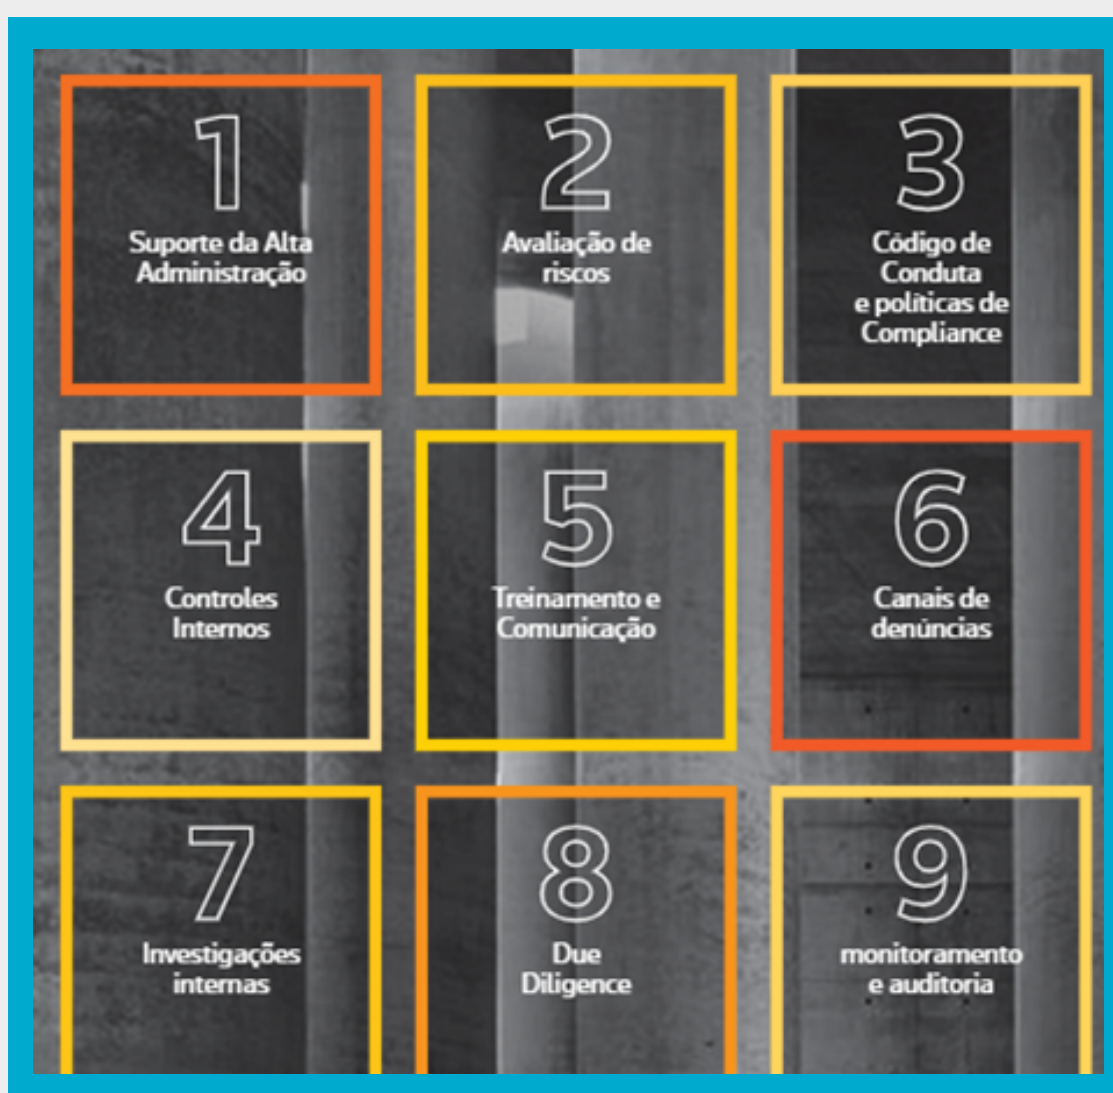 1
Suporte da Alta
Administração
2
Avaliação de
riscos
3
Código de
Conduta
e políticas de
Compliance
4
Controles
Internos
5
Treinamento e
Comunicação
6
Canais de
denúncias
7
Investigações
internas
8
Due
Diligence
9
monitoramento
e auditoria